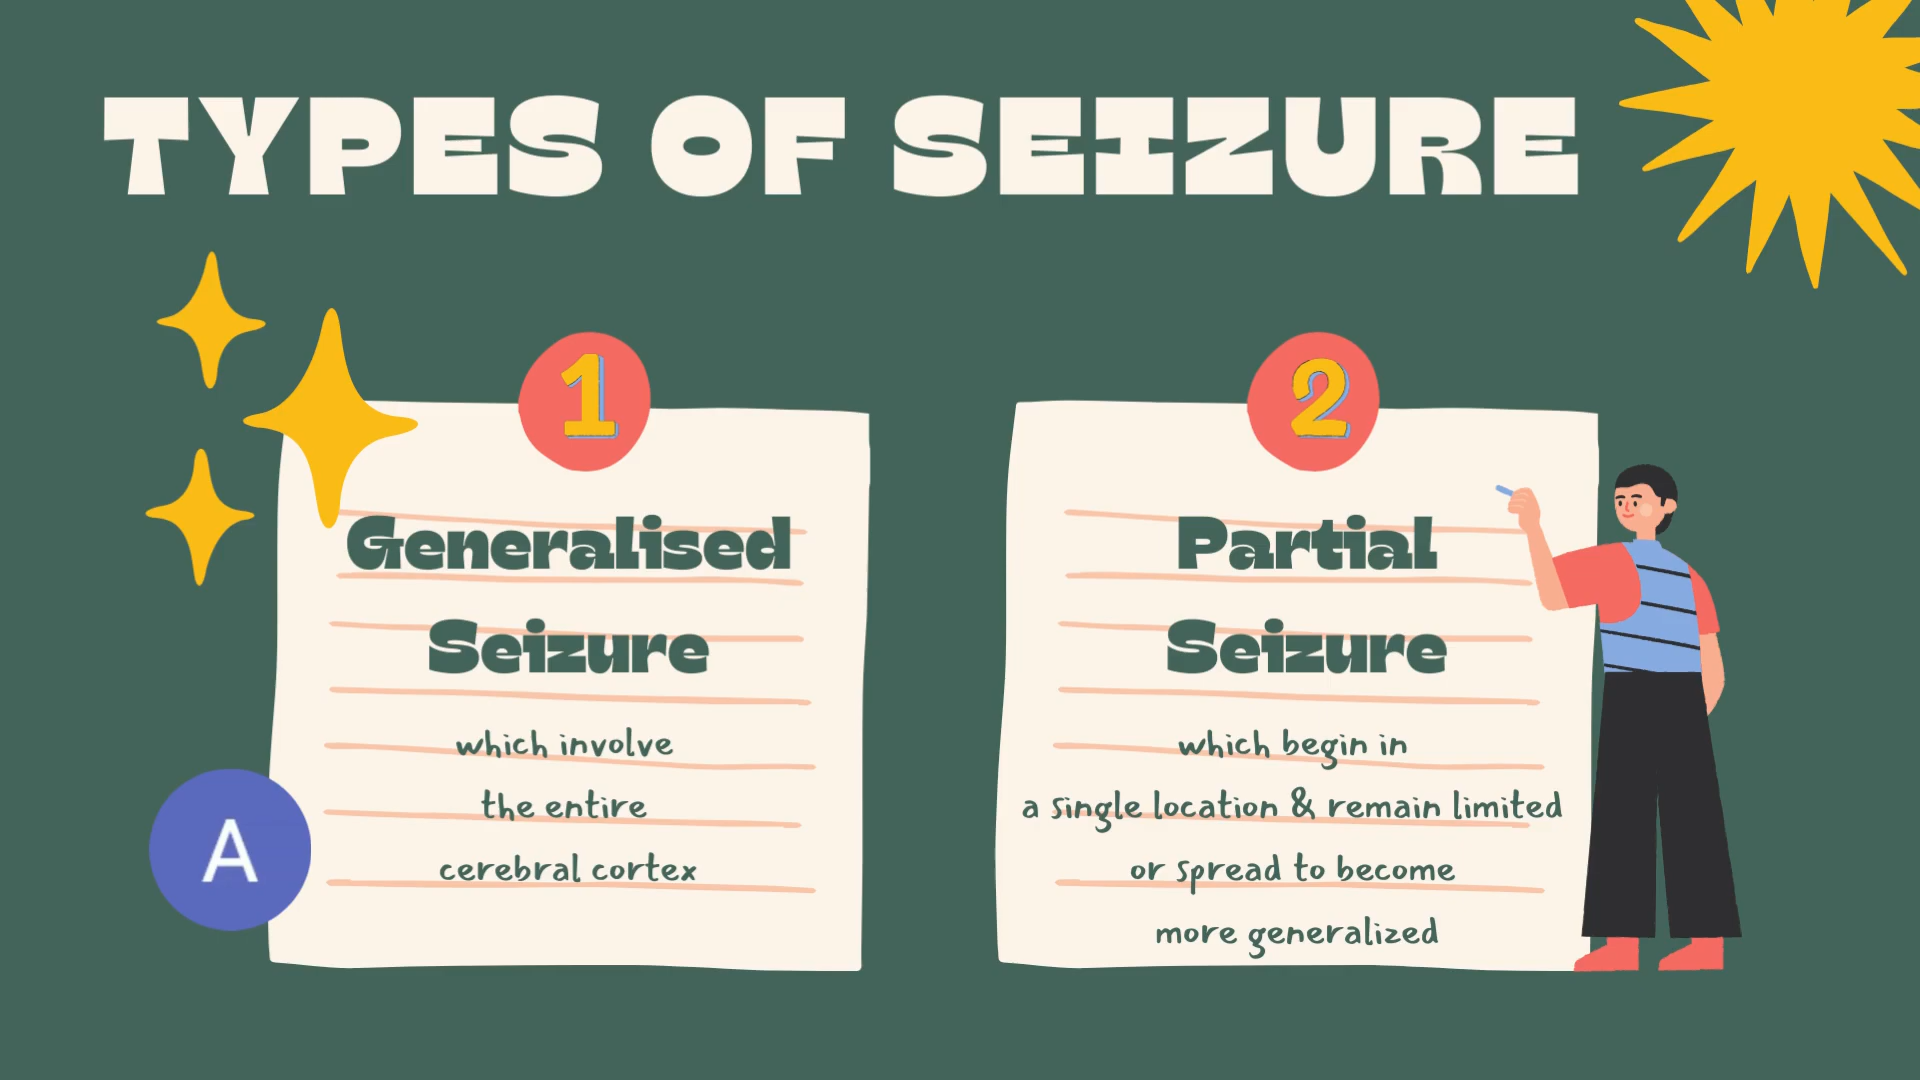 TYPES OF SEIZURE
1
Generalised
Seizure
which involve
the entire
cerebral cortex
2
Partial
Seizure
which begin in
a single location & remain limited
or spread to become
more generalized
A